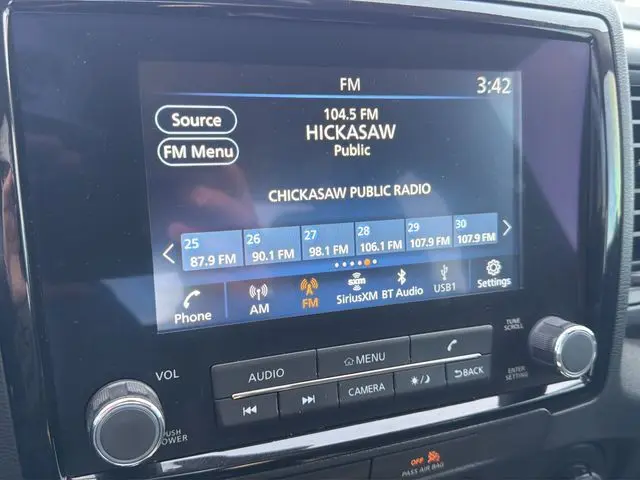 FM 3:42
Source
104.5 FM
HICKASAW
FM Menu
Public
CHICKASAW PUBLIC RADIO
25 26 27 28 29 30
87.9 FM 90.1 FM 98.1 FM 106.1 FM 107.9 FM 107.9 FM
Phone AM FM sxm SiriusXM BT Audio USB1 Settings
TUNE
SCROLL
VOL AUDIO MENU
CAMERA BACK
ENTER
SETTING
PUSH
POWER
OFF
PASS AIR BAG